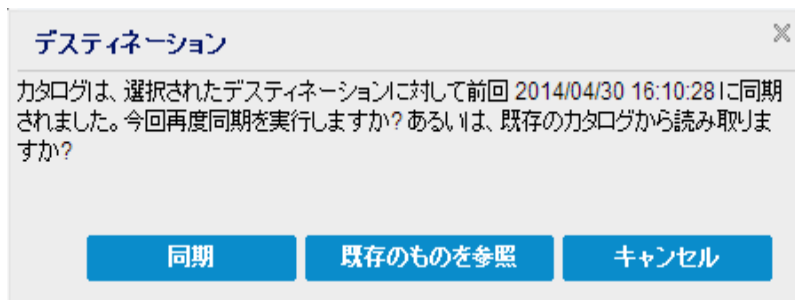 デスティネーション
カタログは、選択されたデスティネーションに対して前回 2014/04/30 16:10:28 に同期
されました。今回再度同期を実行しますか? あるいは、既存のカタログから読み取りま
すか?
同期 既存のものを参照 キャンセル